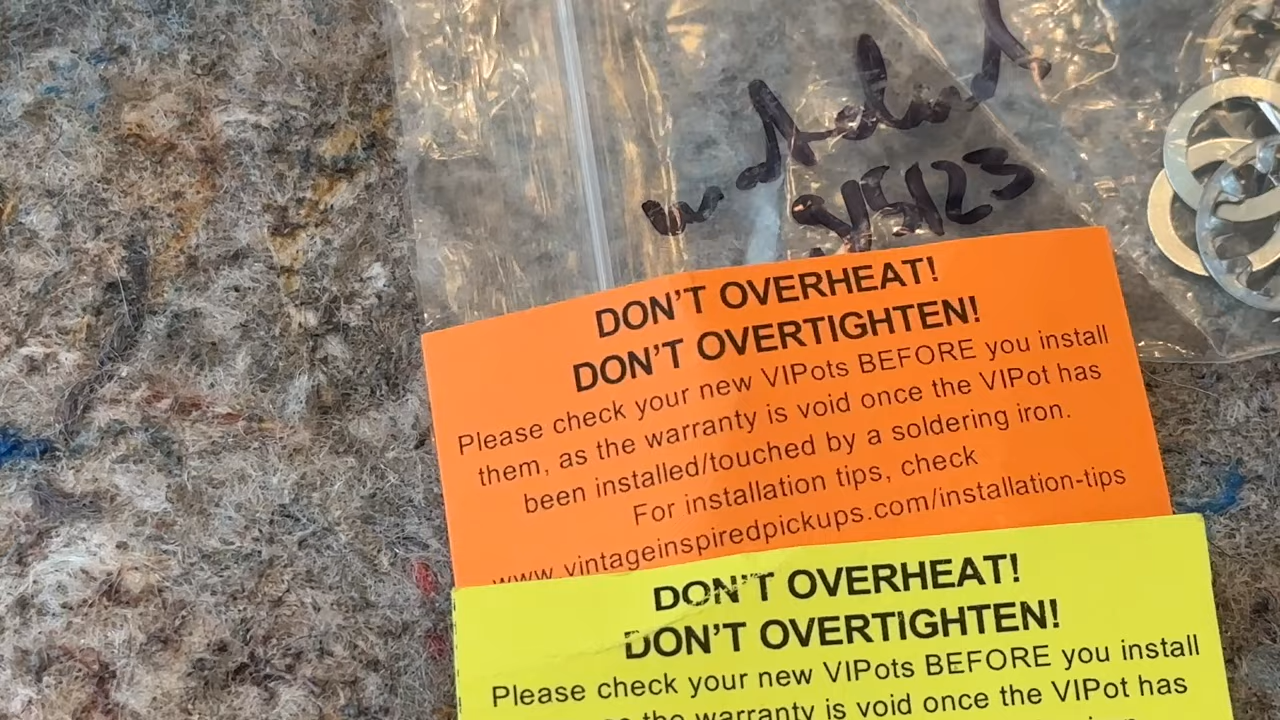 DON'T OVERHEAT!
DON'T OVERTIGHTEN!
Please check your new VIPots BEFORE you install
them, as the warranty is void once the VIPot has
been installed/touched by a soldering iron.
For installation tips, check
www.vintageinspiredpickups.com/installation-tips
DON'T OVERHEAT!
DON'T OVERTIGHTEN!
Please check your new VIPots BEFORE you install
the warranty is void once the VIPot has